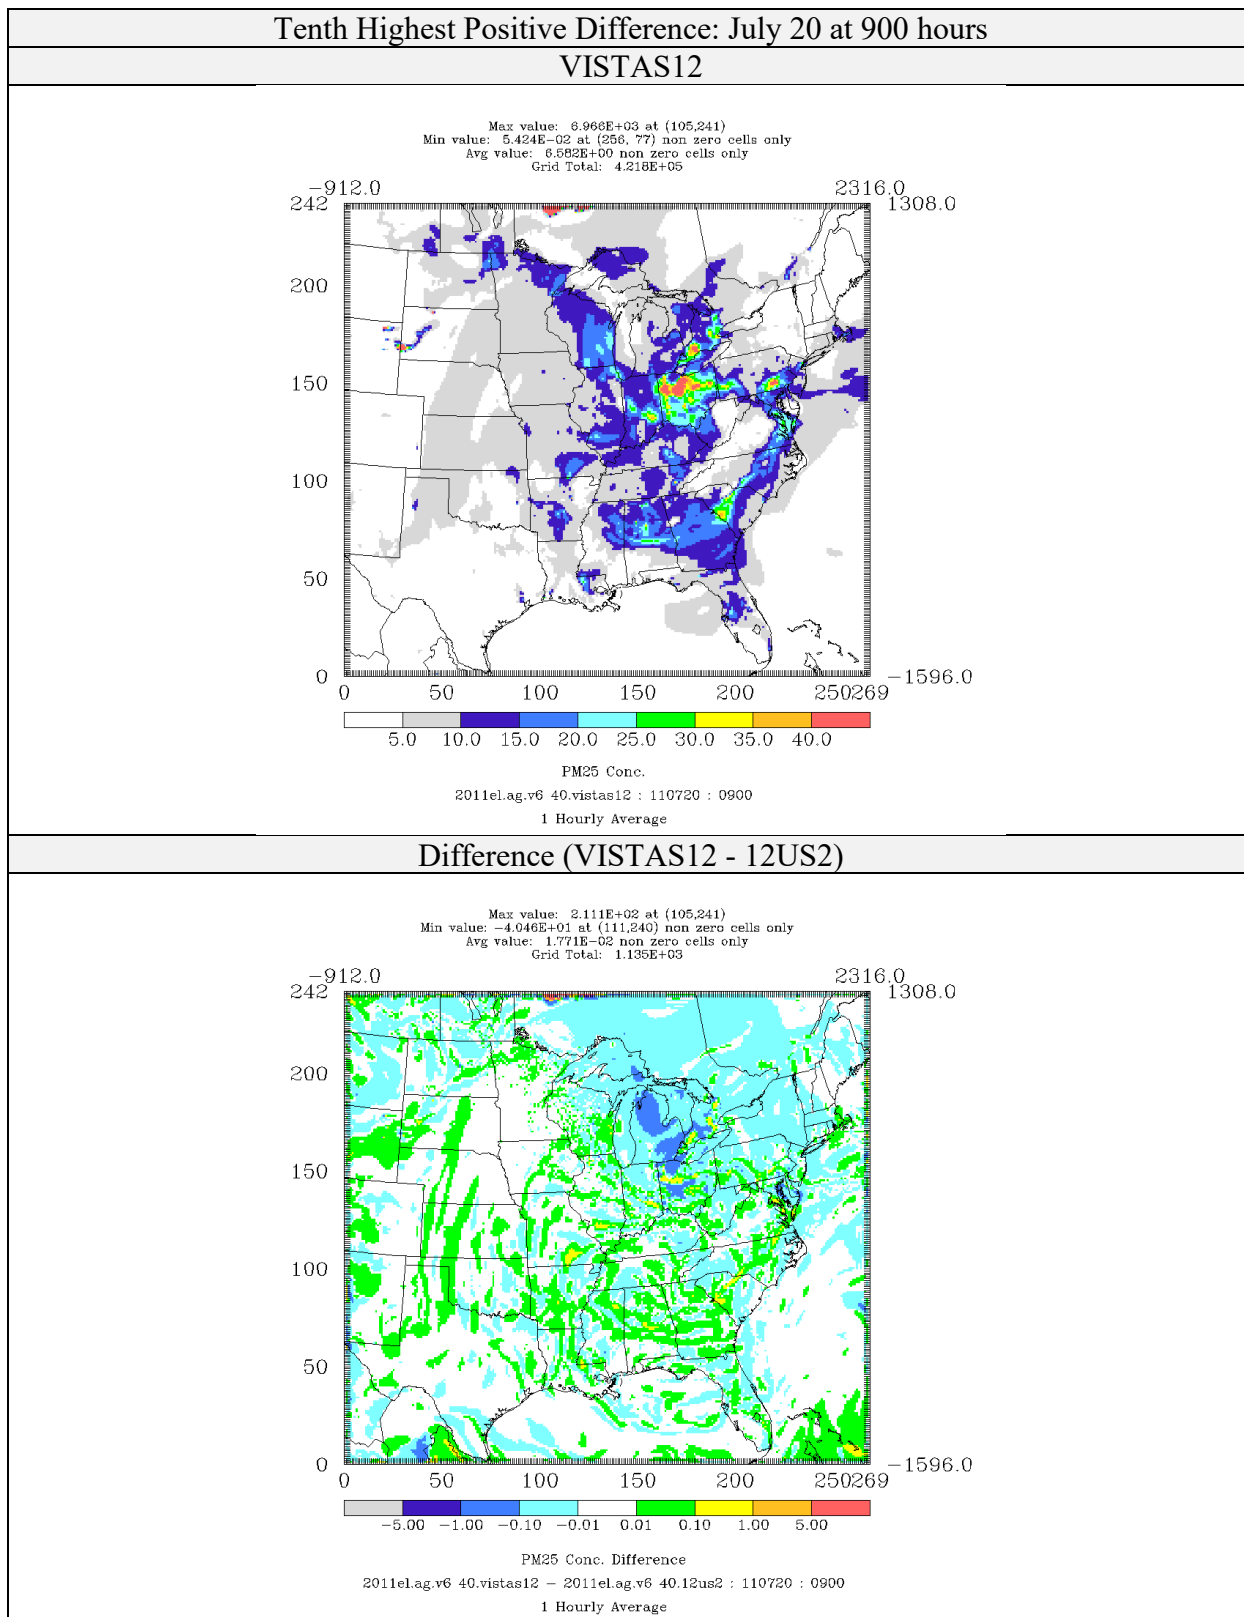 Tenth Highest Positive Difference: July 20 at 900 hours
VISTAS12
Max value: 6.966E+03 at (105,241)
Min value: 5.424E-02 at (256, 77) non zero cells only
Avg value: 6.582E+00 non zero cells only
Grid Total: 4.218E+05
-912.0 2316.0
242 1308.0
200
150
100
50
0 -1596.0
0 50 100 150 200 250269
5.0 10.0 15.0 20.0 25.0 30.0 35.0 40.0
PM25 Conc.
2011el.ag.v6 40.vistas12 : 110720 : 0900
1 Hourly Average
Difference (VISTAS12 - 12US2)
Max value: 2.111E+02 at (105,241)
Min value: -4.046E+01 at (111,240) non zero cells only
Avg value: 1.771E-02 non zero cells only
Grid Total: 1.135E+03
-912.0 2316.0
242 1308.0
200
150
100
50
0 -1596.0
0 50 100 150 200 250269
-5.00 -1.00 -0.10 -0.01 0.01 0.10 1.00 5.00
PM25 Conc. Difference
2011el.ag.v6 40.vistas12 - 2011el.ag.v6 40.12us2 : 110720 : 0900
1 Hourly Average